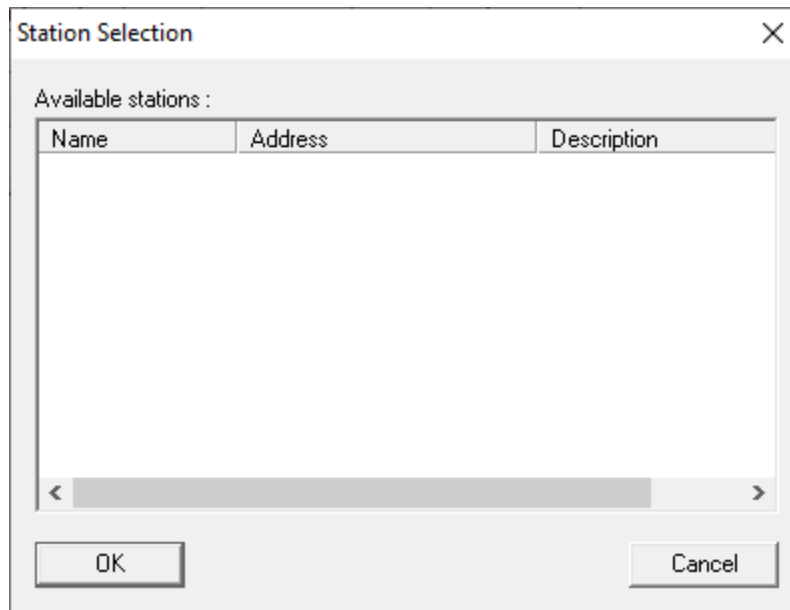 Station Selection
Available stations :
Name Address Description
OK Cancel